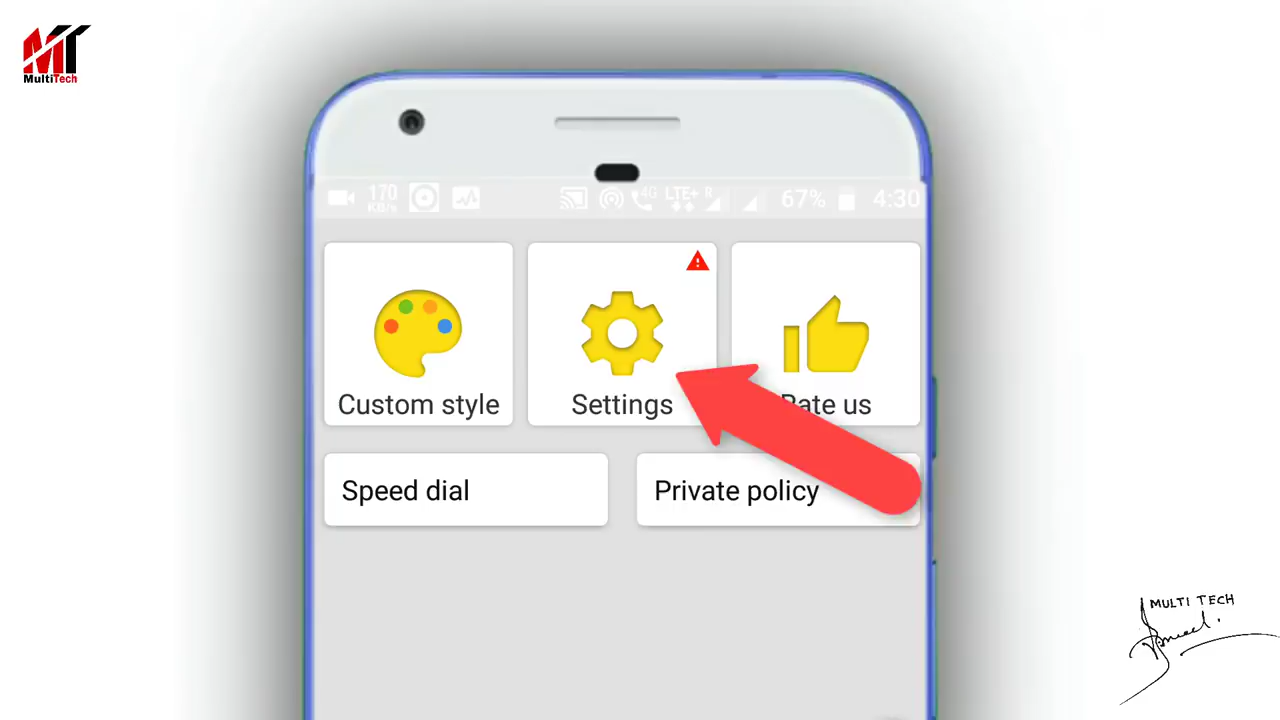 MT
MultiTech
170
KB/s
4G LTE+ R 67% 4:30
Custom style
Settings
Rate us
Speed dial
Private policy
MULTI TECH